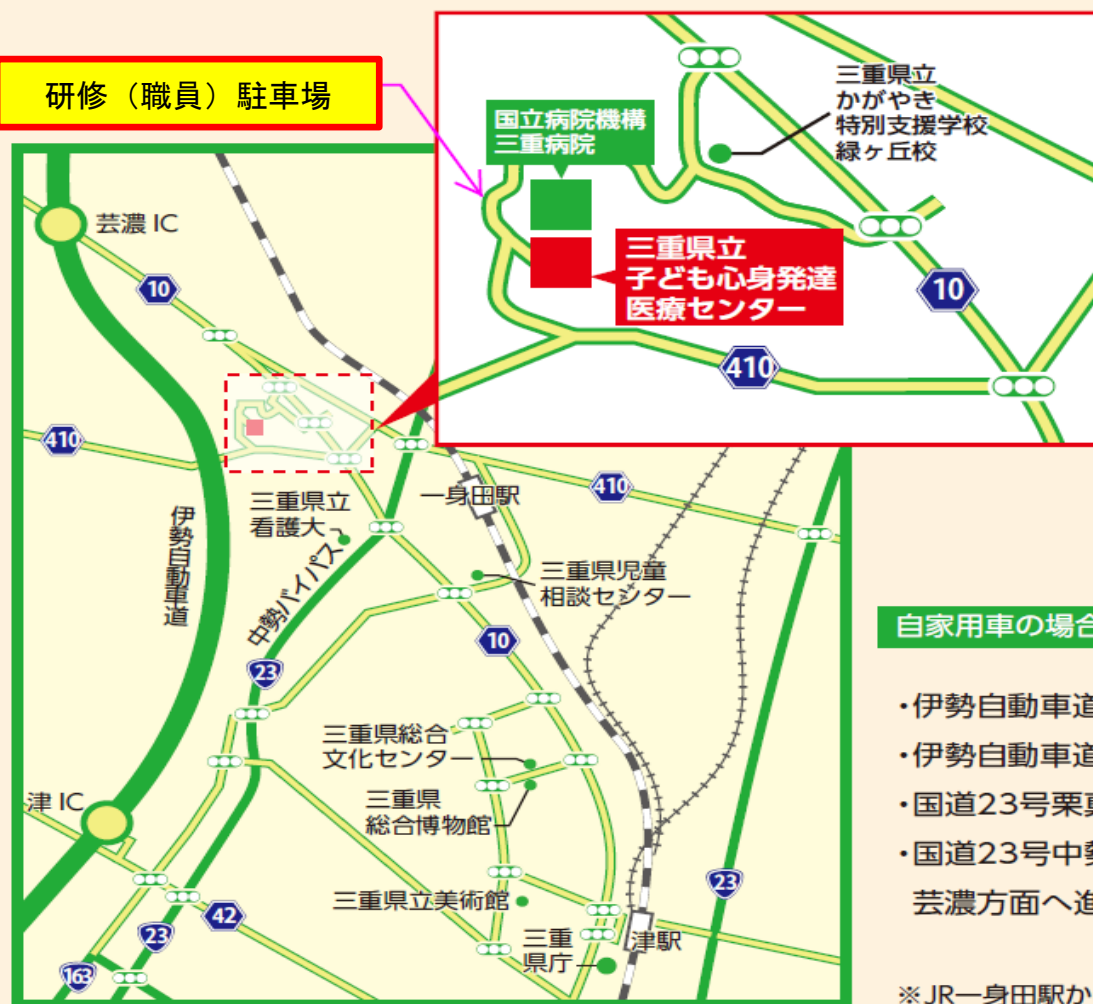 研修（職員）駐車場
国立病院機構
三重病院
三重県立
かがやき
特別支援学校
緑ヶ丘校
三重県立
子ども心身発達
医療センター
10
410
芸濃 IC
10
410
一身田駅
410
三重県立
看護大
伊勢自動車道
中勢バイパス
三重県児童
相談センター
23
10
三重県総合
文化センター
三重県
総合博物館
津 IC
三重県立美術館
23
42
23
163
三重
県庁
津駅
自家用車の場合
・伊勢自動車道
・伊勢自動車道
・国道23号栗真
・国道23号中勢
芸濃方面へ進
※JR一身田駅か